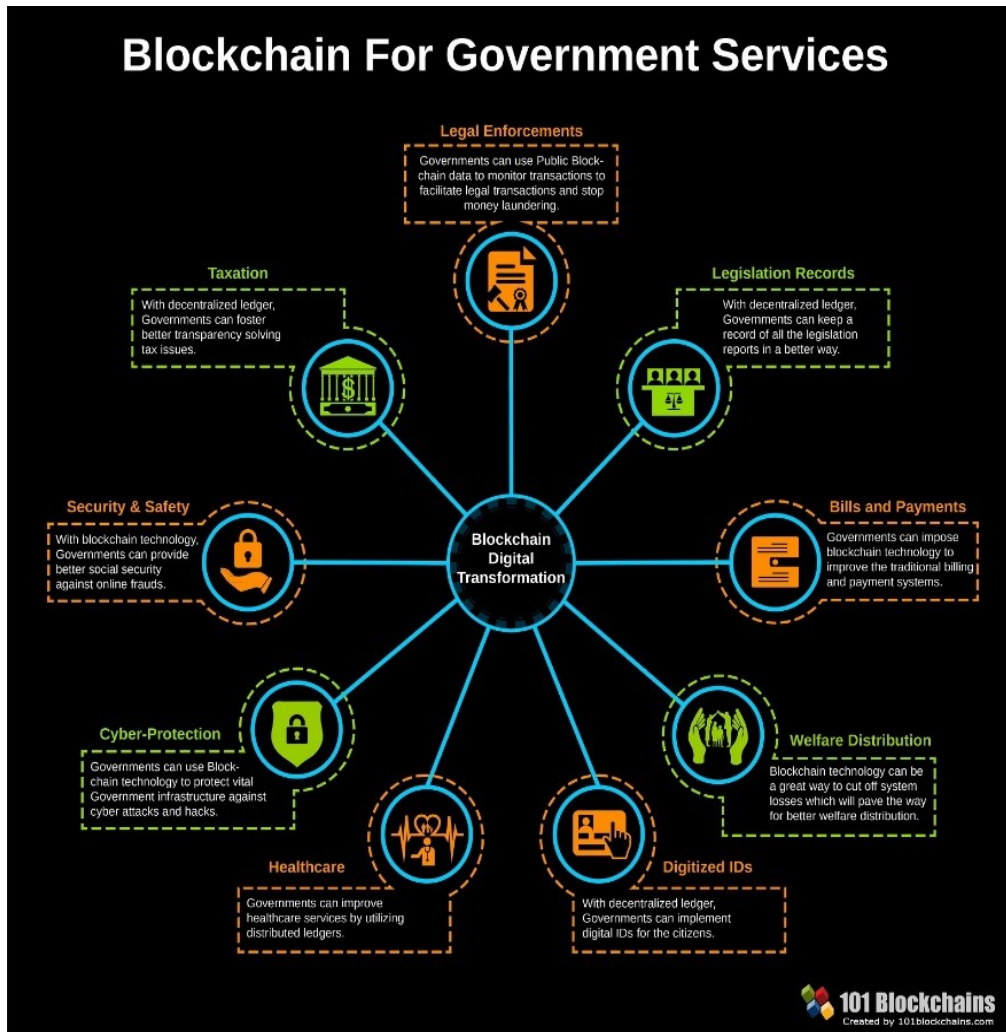 Blockchain For Government Services
Legal Enforcements
Governments can use Public Block-
chain data to monitor transactions to
facilitate legal transactions and stop
money laundering.
Taxation
With decentralized ledger,
Governments can foster
better transparency solving
tax issues.
Legislation Records
With decentralized ledger,
Governments can keep a
record of all the legislation
reports in a better way.
Security & Safety
With blockchain technology,
Governments can provide
better social security
against online frauds.
Blockchain
Digital
Transformation
Bills and Payments
Governments can impose
blockchain technology to
improve the traditional billing
and payment systems.
Cyber-Protection
Governments can use Block-
chain technology to protect vital
Government infrastructure against
cyber attacks and hacks.
Welfare Distribution
Blockchain technology can be
a great way to cut off system
losses which will pave the way
for better welfare distribution.
Healthcare
Governments can improve
healthcare services by utilizing
distributed ledgers.
Digitized IDs
With decentralized ledger,
Governments can implement
digital IDs for the citizens.
101 Blockchains
Created by 101blockchains.com